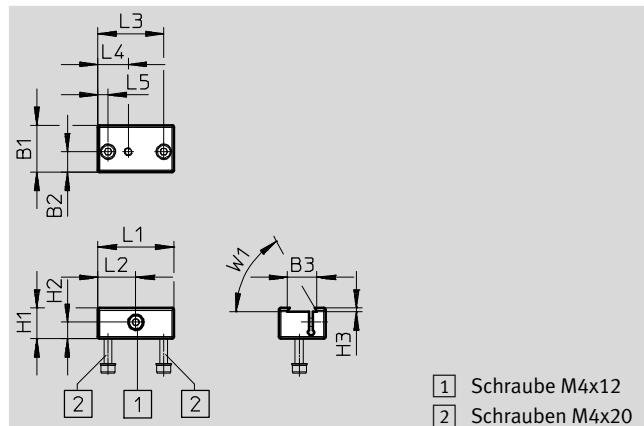 L3
L4
L5
B1
B2
L1
L2
W1
B3
H2
H1
H3
2 1 2
1 Schraube M4x12
2 Schrauben M4x20